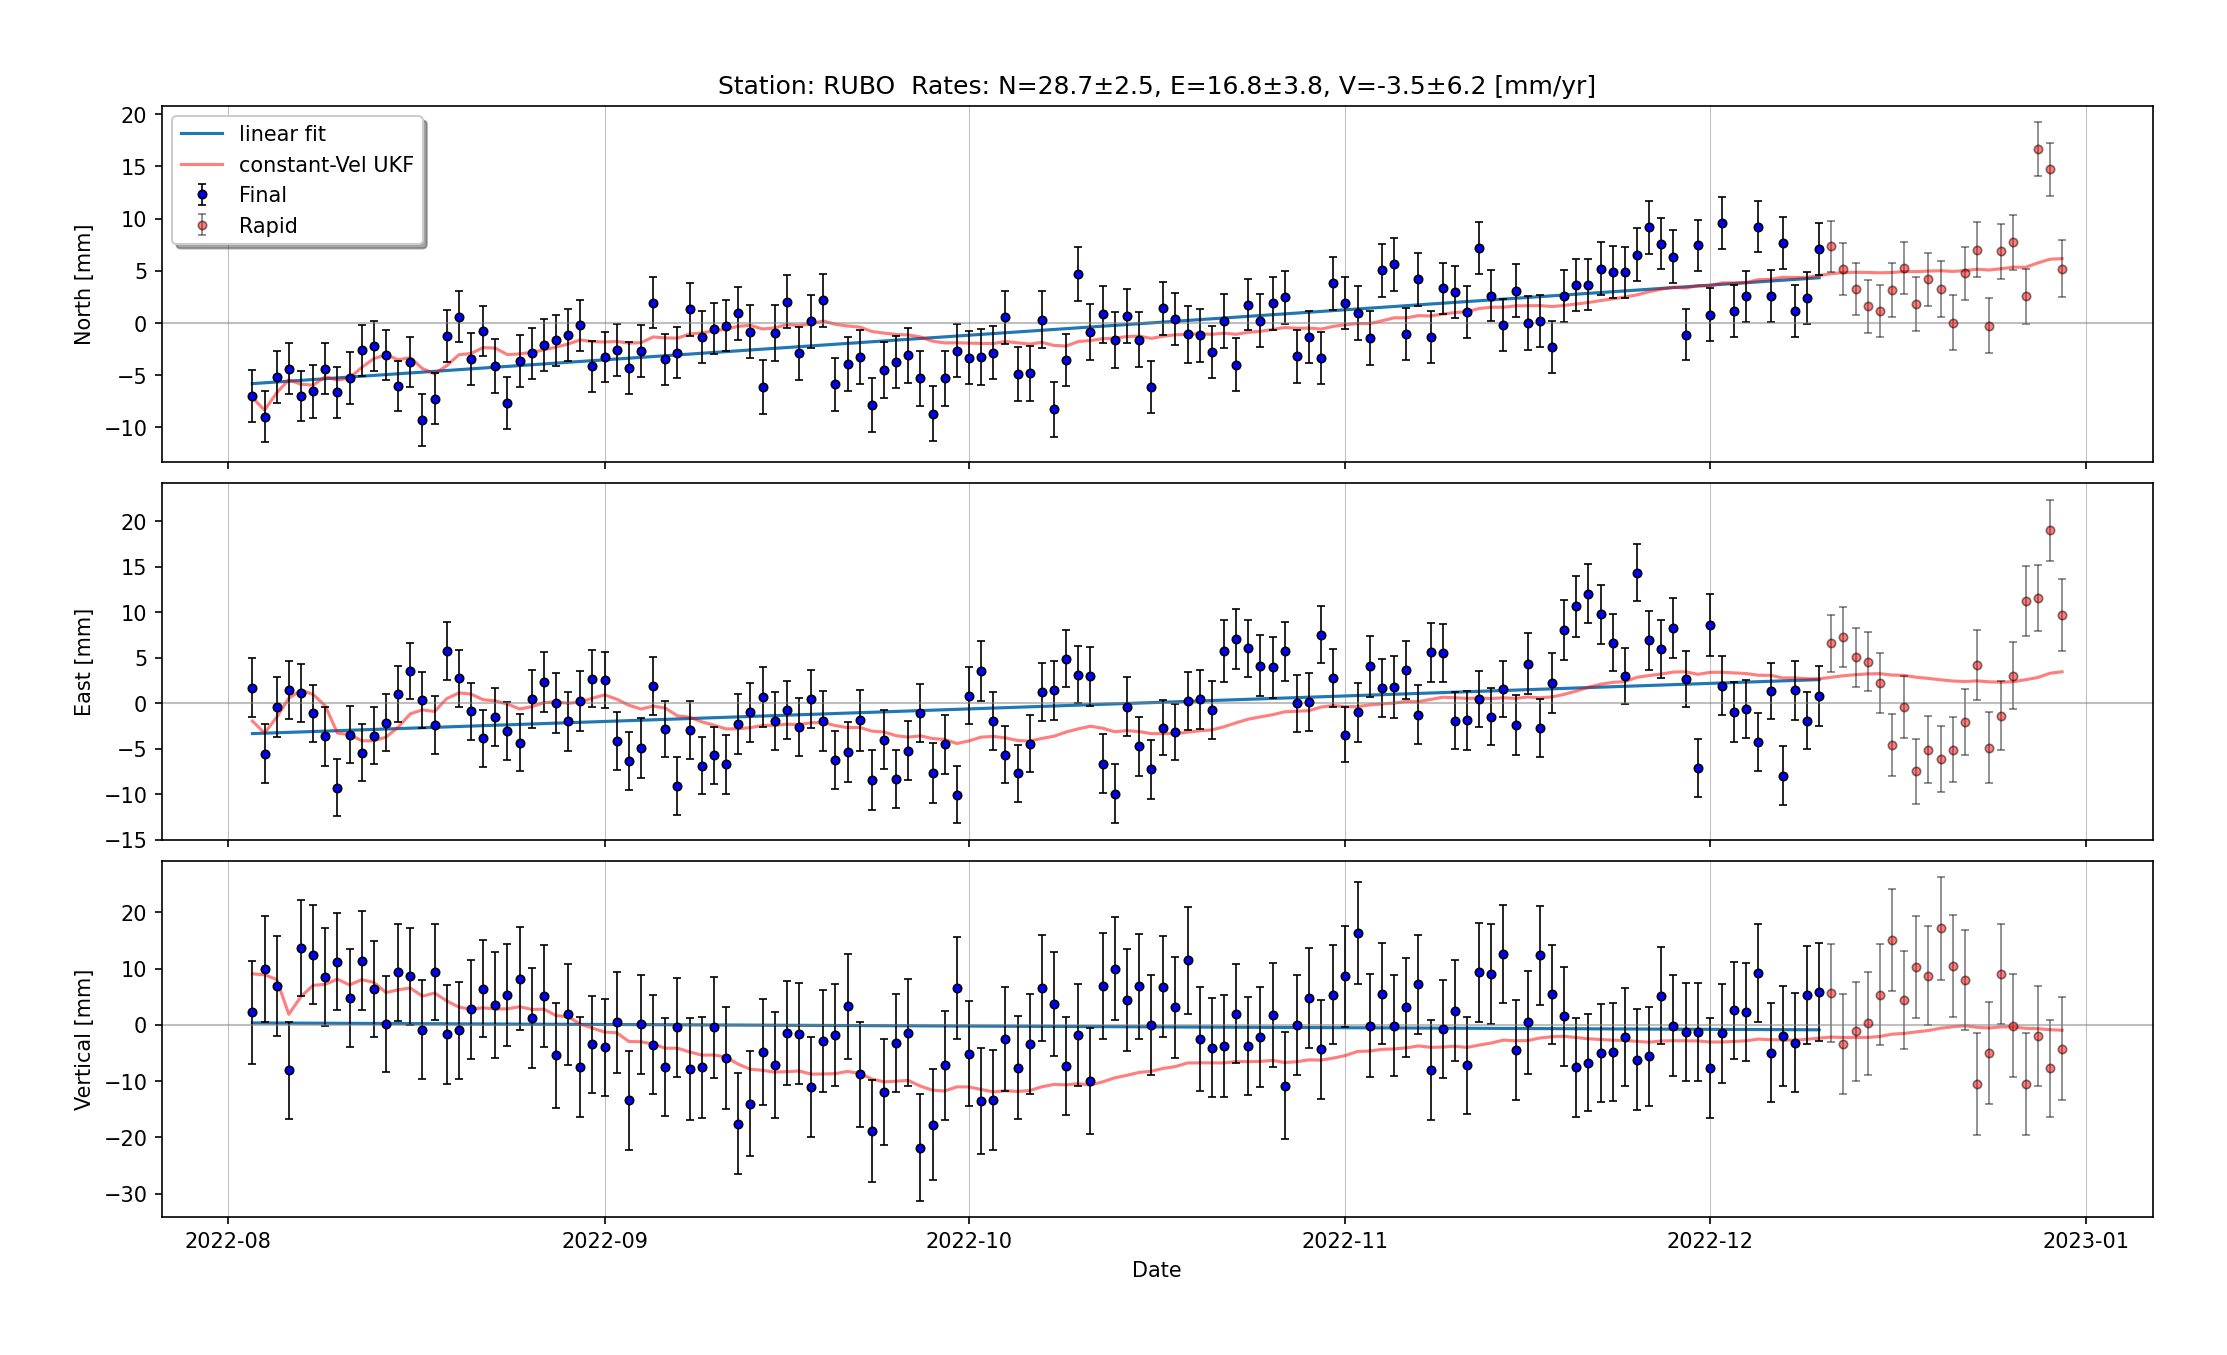 Station: RUBO  Rates: N=28.7±2.5, E=16.8±3.8, V=-3.5±6.2 [mm/yr]
linear fit
constant-Vel UKF
Final
Rapid
North [mm]
20
15
10
5
0
−5
−10
East [mm]
20
15
10
5
0
−5
−10
−15
Vertical [mm]
20
10
0
−10
−20
−30
2022-08 2022-09 2022-10 2022-11 2022-12 2023-01
Date